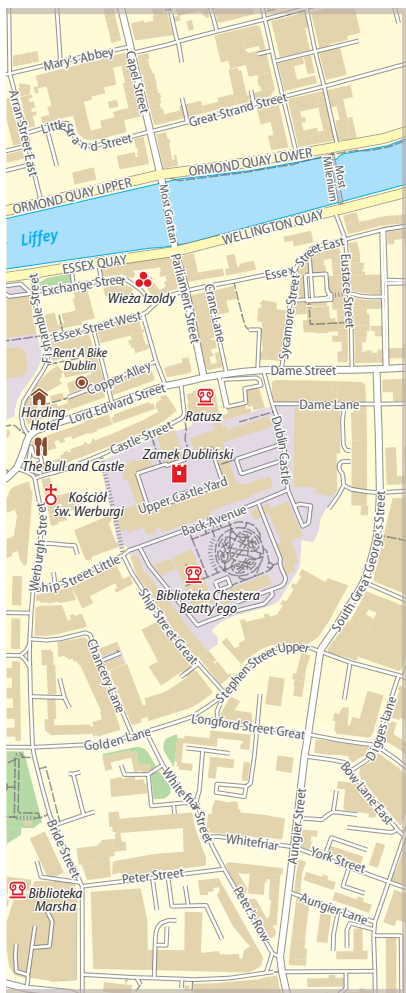 Mary's Abbey
Capel Street
Arran Street East
Great Strand Street
Little Strand Street
ORMOND QUAY LOWER
ORMOND QUAY UPPER
Most Millenium
Most Grattan
WELLINGTON QUAY
Liffey
ESSEX QUAY
Essex Street East
Exchange Street
Wieża Izoldy
Parliament Street
Crane Lane
Sycamore Street
Eustace Street
Fishamble Street
Essex Street West
Rent A Bike
Dublin
Copper Alley
Dame Street
Lord Edward Street
Harding
Hotel
Ratusz
Dame Lane
Castle Street
Dublin Castle
The Bull and Castle
Zamek Dubliński
Kościół
św. Werburgi
Upper Castle Yard
Back Avenue
Werburgh Street
South Great George's Street
Ship Street Little
Biblioteka Chestera
Beatty'ego
Ship Street Great
Chancery Lane
Stephen Street Upper
Longford Street Great
Golden Lane
Digges Lane
Bow Lane East
Whitefriar Street
Aungier Street
Bride Street
Whitefriar
York Street
Peter Street
Peter's Row
Aungier Lane
Biblioteka
Marsha